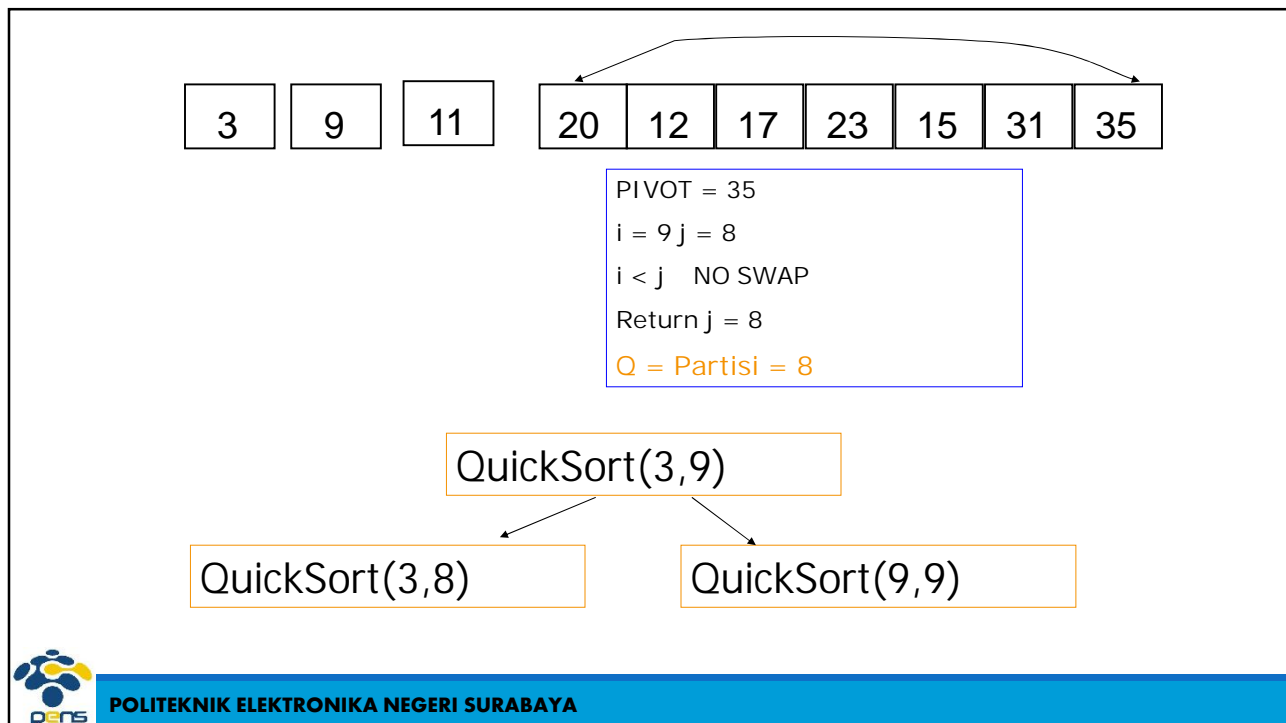 3 9 11 20 12 17 23 15 31 35
PIVOT = 35
i = 9 j = 8
i < j NO SWAP
Return j = 8
Q = Partisi = 8
QuickSort(3,9)
QuickSort(3,8) QuickSort(9,9)
pens
POLITEKNIK ELEKTRONIKA NEGERI SURABAYA